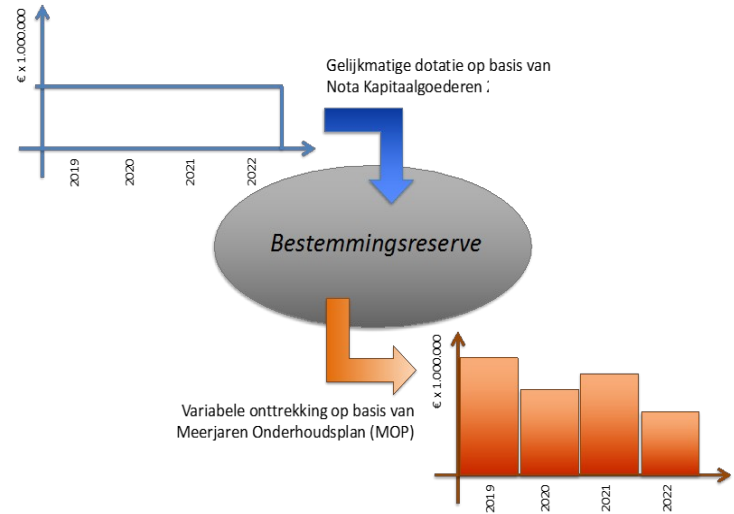 € x 1.000.000
2019
2020
2021
2022
Gelijkmatige dotatie op basis van
Nota Kapitaalgoederen
Bestemmingsreserve
Variabele onttrekking op basis van
Meerjaren Onderhoudsplan (MOP)
€ x 1.000.000
2019
2020
2021
2022